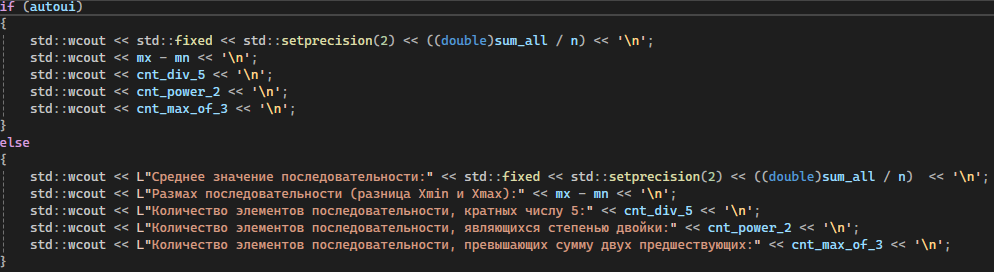 if (autoui)
{
    std::wcout << std::fixed << std::setprecision(2) << ((double)sum_all / n) << '\n';
    std::wcout << mx - mn << '\n';
    std::wcout << cnt_div_5 << '\n';
    std::wcout << cnt_power_2 << '\n';
    std::wcout << cnt_max_of_3 << '\n';
}
else
{
    std::wcout << L"Среднее значение последовательности:" << std::fixed << std::setprecision(2) << ((double)sum_all / n)  << '\n';
    std::wcout << L"Размах последовательности (разница Xmin и Xmax):" << mx - mn << '\n';
    std::wcout << L"Количество элементов последовательности, кратных числу 5:" << cnt_div_5 << '\n';
    std::wcout << L"Количество элементов последовательности, являющихся степенью двойки:" << cnt_power_2 << '\n';
    std::wcout << L"Количество элементов последовательности, превышающих сумму двух предшествующих:" << cnt_max_of_3 << '\n';
}